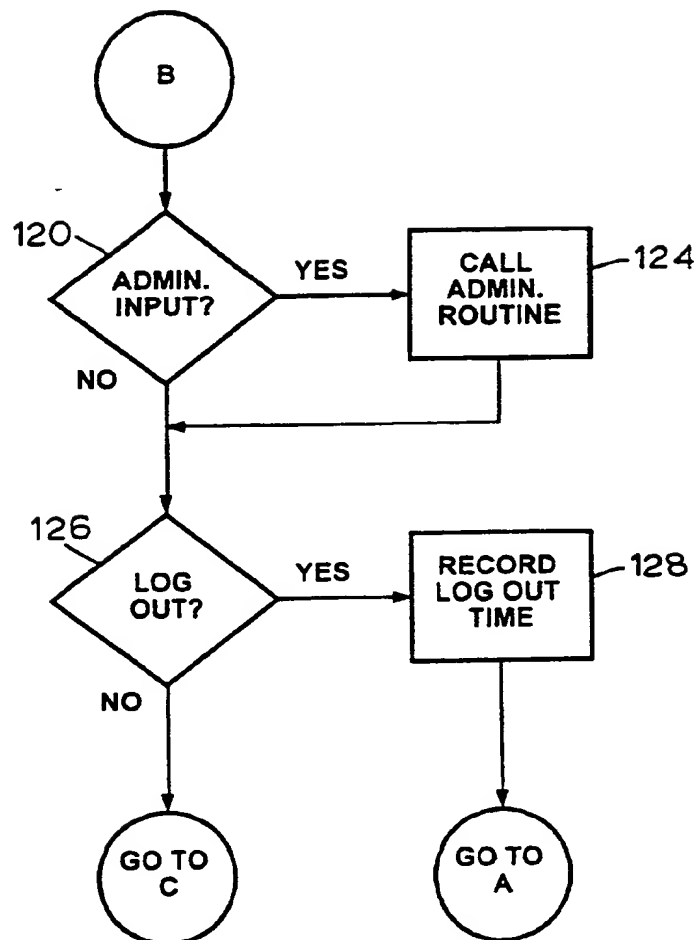 B
120
ADMIN.
INPUT?
YES
CALL
ADMIN.
ROUTINE
124
NO
126
LOG
OUT?
YES
RECORD
LOG OUT
TIME
128
NO
GO TO
C
GO TO
A